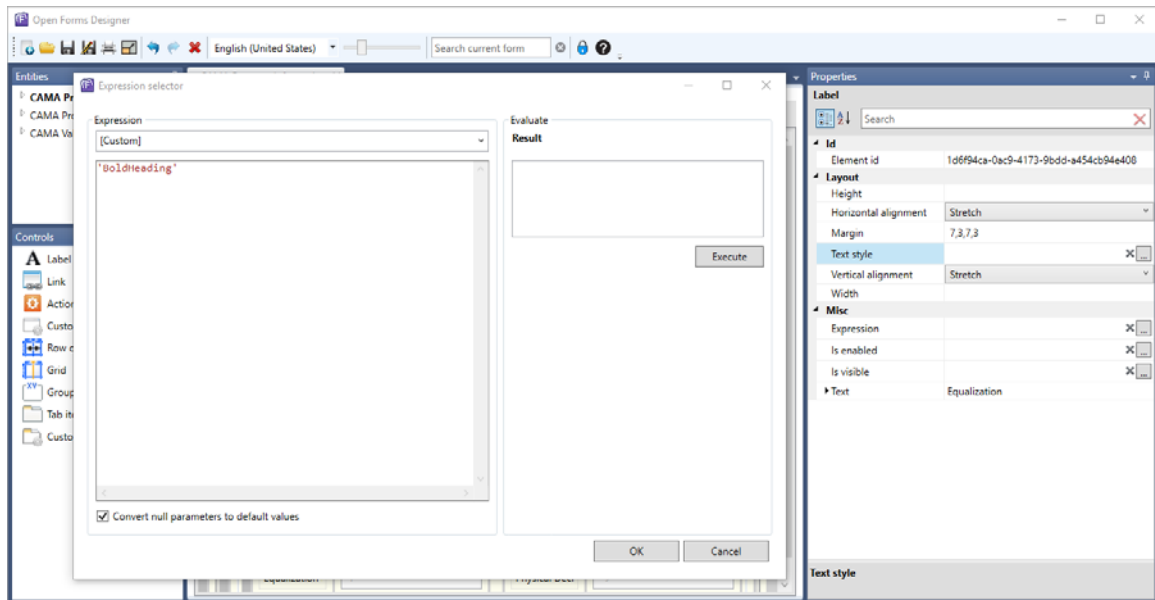 Open Forms Designer
English (United States)
Search current form
Entities
CAMA Pr
CAMA Pro
CAMA Va
Controls
Label
Link
Action
Custo
Row c
Grid
Group
Tab it
Custo
Expression selector
Expression
[Custom]
'BoldHeading'
Convert null parameters to default values
Evaluate
Result
Execute
OK
Cancel
Equalization
Properties
Label
Search
Id
Element id 1d6f94ca-0ac9-4173-9bdd-a454cb94e408
Layout
Height
Horizontal alignment Stretch
Margin 7,3,7,3
Text style
Vertical alignment Stretch
Width
Misc
Expression
Is enabled
Is visible
Text Equalization
Text style